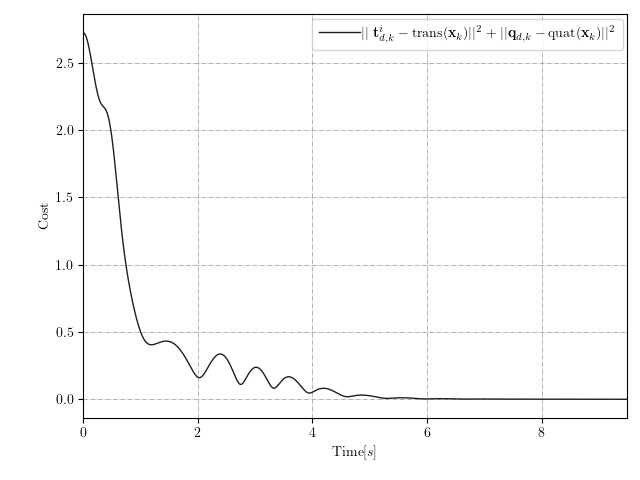 || t^i_{d,k} − trans(x_k)||^2 + ||q_{d,k} − quat(x_k)||^2
2.5
2.0
1.5
1.0
0.5
0.0
Cost
0 2 4 6 8
Time[s]